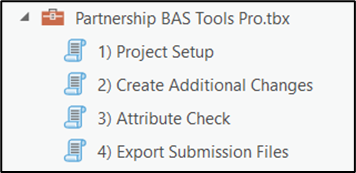 Partnership BAS Tools Pro.tbx
1) Project Setup
2) Create Additional Changes
3) Attribute Check
4) Export Submission Files